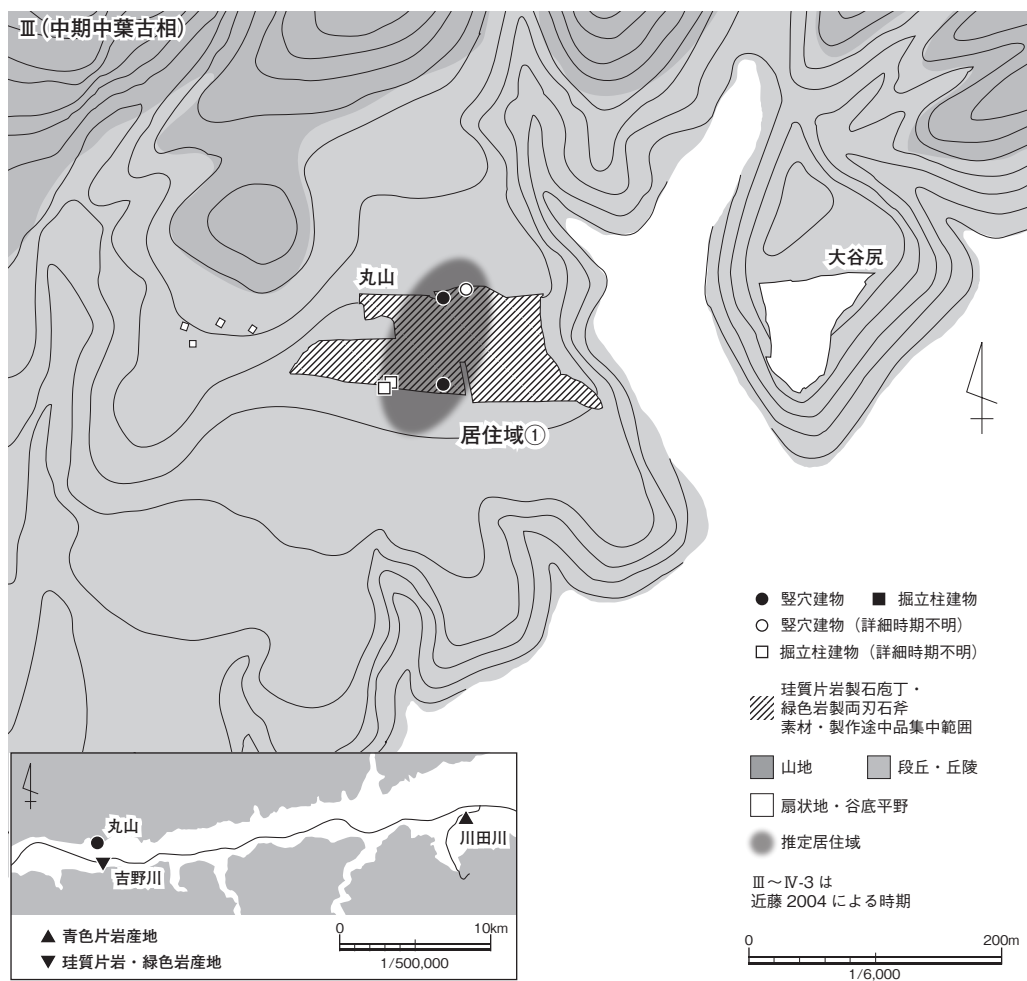 Ⅲ（中期中葉古相）
丸山
大谷尻
居住域①
● 竪穴建物 ■ 掘立柱建物
○ 竪穴建物（詳細時期不明）
□ 掘立柱建物（詳細時期不明）
珪質片岩製石庖丁・
緑色岩製両刃石斧
素材・製作途中品集中範囲
山地 段丘・丘陵
扇状地・谷底平野
推定居住域
Ⅲ～Ⅳ-3 は
近藤 2004 による時期
0 200m
1/6,000
丸山
吉野川
川田川
▲ 青色片岩産地
▼ 珪質片岩・緑色岩産地
0 10km
1/500,000